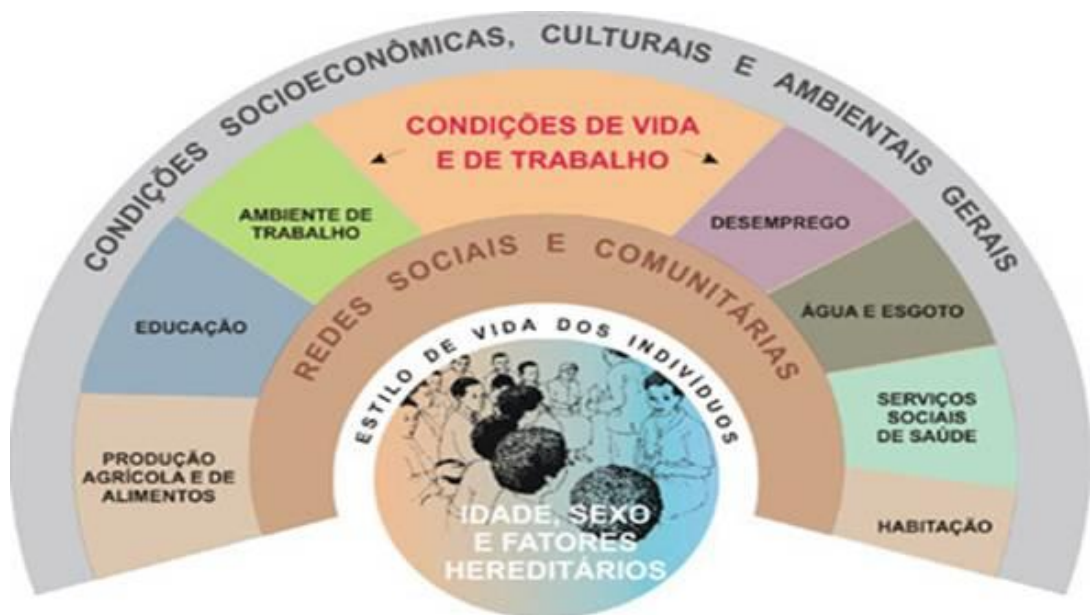 CONDIÇÕES SOCIOECONÔMICAS, CULTURAIS E AMBIENTAIS GERAIS
CONDIÇÕES DE VIDA
E DE TRABALHO
AMBIENTE DE
TRABALHO
DESEMPREGO
EDUCAÇÃO
ÁGUA E ESGOTO
PRODUÇÃO
AGRÍCOLA E DE
ALIMENTOS
SERVIÇOS
SOCIAIS
DE SAÚDE
HABITAÇÃO
REDES SOCIAIS E COMUNITÁRIAS
ESTILO DE VIDA DOS INDIVÍDUOS
IDADE, SEXO
E FATORES
HEREDITÁRIOS